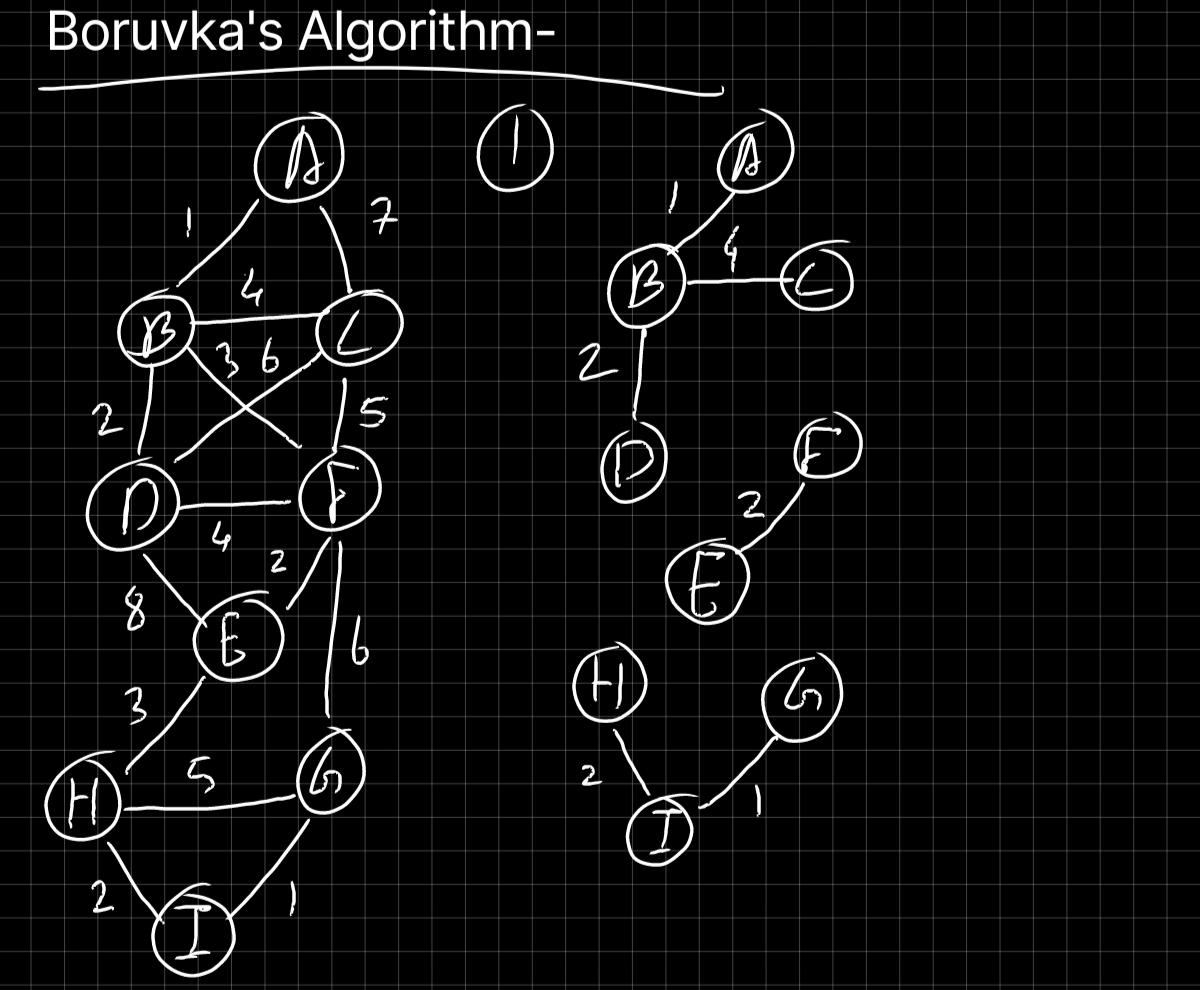 Boruvka's Algorithm-
A 1 A
1 7 1
4 4
B C B C
3 6
2 5 2
D F D F
4 2 2
8 E E
6
3 H G
5
H G 2 1
I
2 1
I